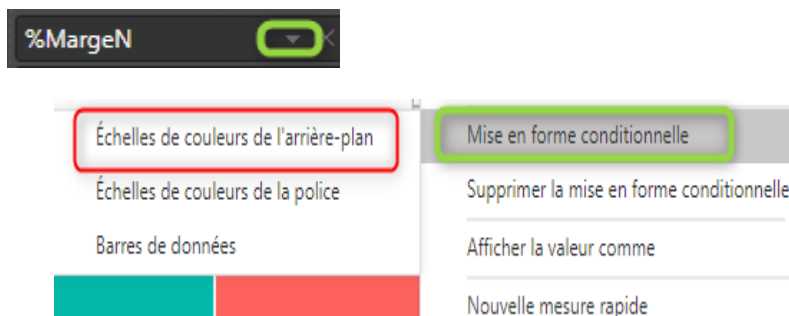 %MargeN
Échelles de couleurs de l'arrière-plan
Échelles de couleurs de la police
Barres de données
Mise en forme conditionnelle
Supprimer la mise en forme conditionnelle
Afficher la valeur comme
Nouvelle mesure rapide